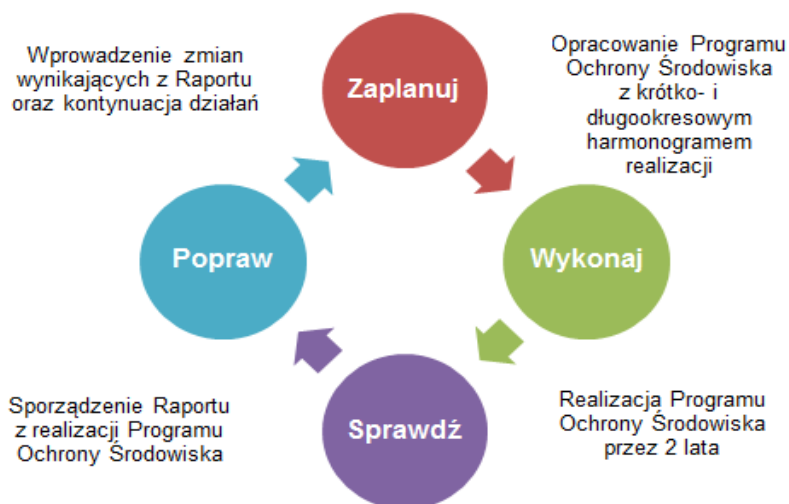 Zaplanuj
Opracowanie Programu
Ochrony Środowiska
z krótko- i
długookresowym
harmonogramem
realizacji
Wykonaj
Realizacja Programu
Ochrony Środowiska
przez 2 lata
Sprawdź
Sporządzenie Raportu
z realizacji Programu
Ochrony Środowiska
Popraw
Wprowadzenie zmian
wynikających z Raportu
oraz kontynuacja działań